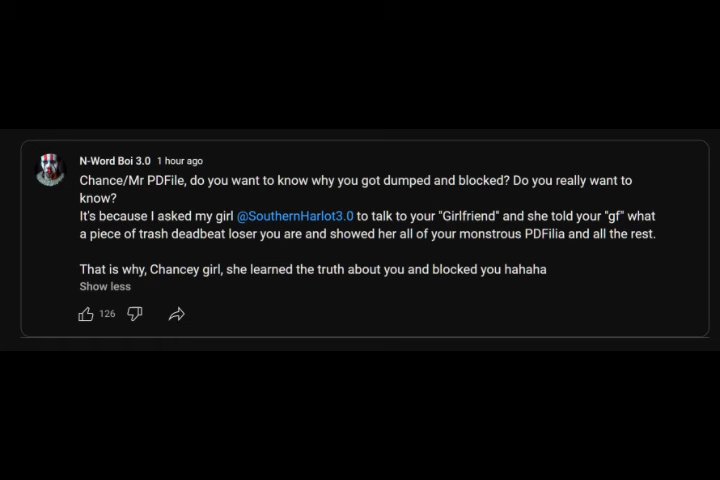 N-Word Boi 3.0 1 hour ago
Chance/Mr PDFile, do you want to know why you got dumped and blocked? Do you really want to
know?
It's because I asked my girl @SouthernHarlot3.0 to talk to your "Girlfriend" and she told your "gf" what
a piece of trash deadbeat loser you are and showed her all of your monstrous PDFilia and all the rest.
That is why, Chancey girl, she learned the truth about you and blocked you hahaha
Show less
126